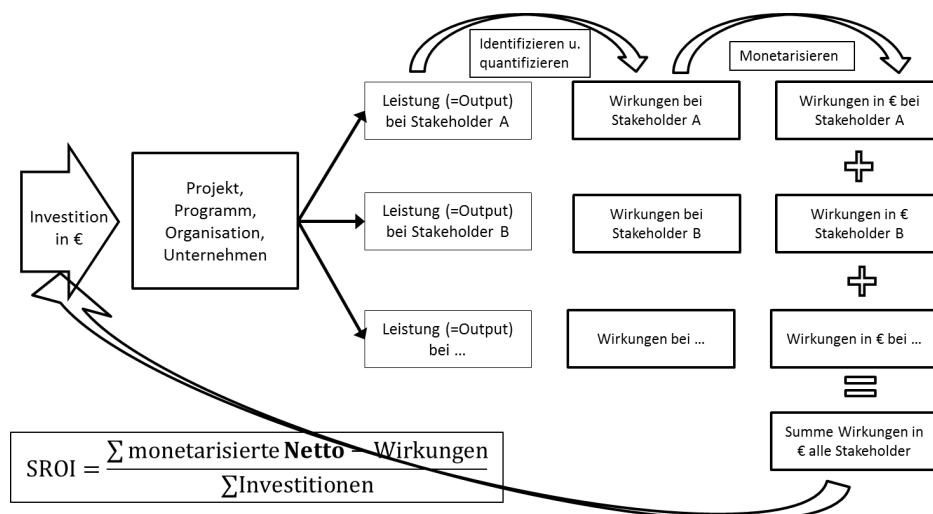 Identifizieren u.
quantifizieren
Monetarisieren
Leistung (=Output)
bei Stakeholder A
Wirkungen bei
Stakeholder A
Wirkungen in € bei
Stakeholder A
Investition
in €
Projekt,
Programm,
Organisation,
Unternehmen
Leistung (=Output)
bei Stakeholder B
Wirkungen bei
Stakeholder B
Wirkungen in €
Stakeholder B
Leistung (=Output)
bei ...
Wirkungen bei ...
Wirkungen in € bei ...
Summe Wirkungen in
€ alle Stakeholder
SROI = ∑ monetarisierte Netto – Wirkungen
∑Investitionen